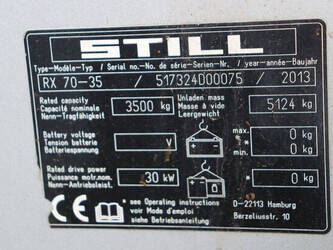 STILL
Type-Modèle-Typ / Serial no.-No. de série-Serien-Nr. / year-année-Baujahr
RX 70-35 / 517324000075 / 2013
Rated capacity
Capacité nominale
Nenn-Tragfähigkeit
3500 kg
Unladen mass
Masse à vide
Leergewicht
5124 kg
Battery voltage
Tension batterie
Batteriespannung
V
max. * 0 kg
min. * 0 kg
Rated drive power
Puissance motr.nom.
Nenn-Antriebsleist.
30 kW
* 0 kg
CE
* see Operating instructions
voir Mode d'emploi
siehe Betriebsanleitung
D-22113 Hamburg
Berzeliusstr. 10